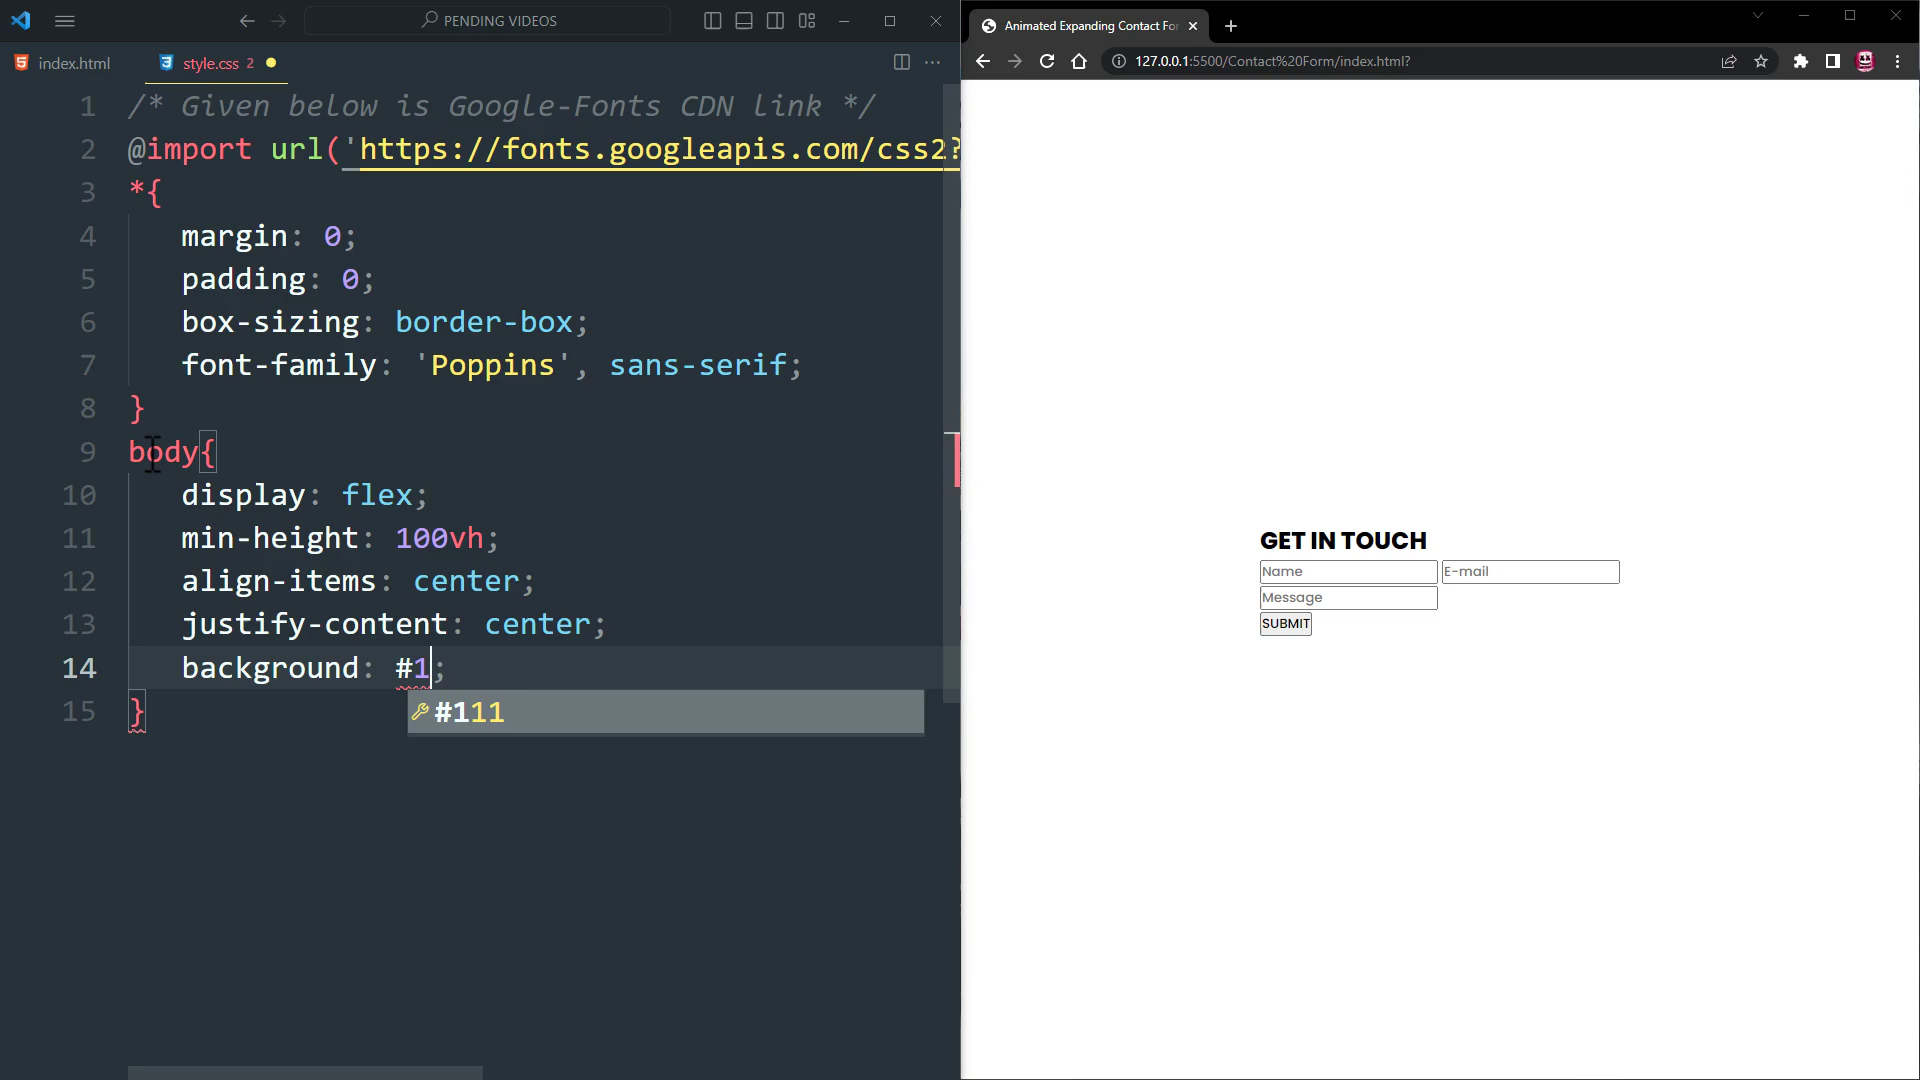 PENDING VIDEOS
index.html
style.css 2
1 /* Given below is Google-Fonts CDN link */
2 @import url('https://fonts.googleapis.com/css2?
3 *{
4 margin: 0;
5 padding: 0;
6 box-sizing: border-box;
7 font-family: 'Poppins', sans-serif;
8 }
9 body{
10 display: flex;
11 min-height: 100vh;
12 align-items: center;
13 justify-content: center;
14 background: #1;
15 }
#111
Animated Expanding Contact For
127.0.0.1:5500/Contact%20Form/index.html?
GET IN TOUCH
Name E-mail
Message
SUBMIT